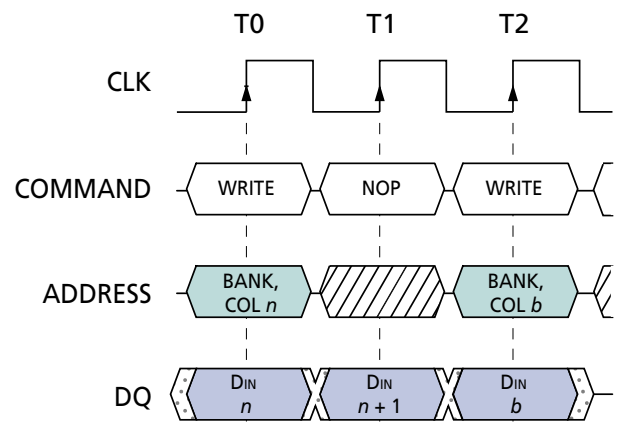 T0 T1 T2
CLK
COMMAND WRITE NOP WRITE
ADDRESS BANK, COL n BANK, COL b
DQ DIN n DIN n + 1 DIN b